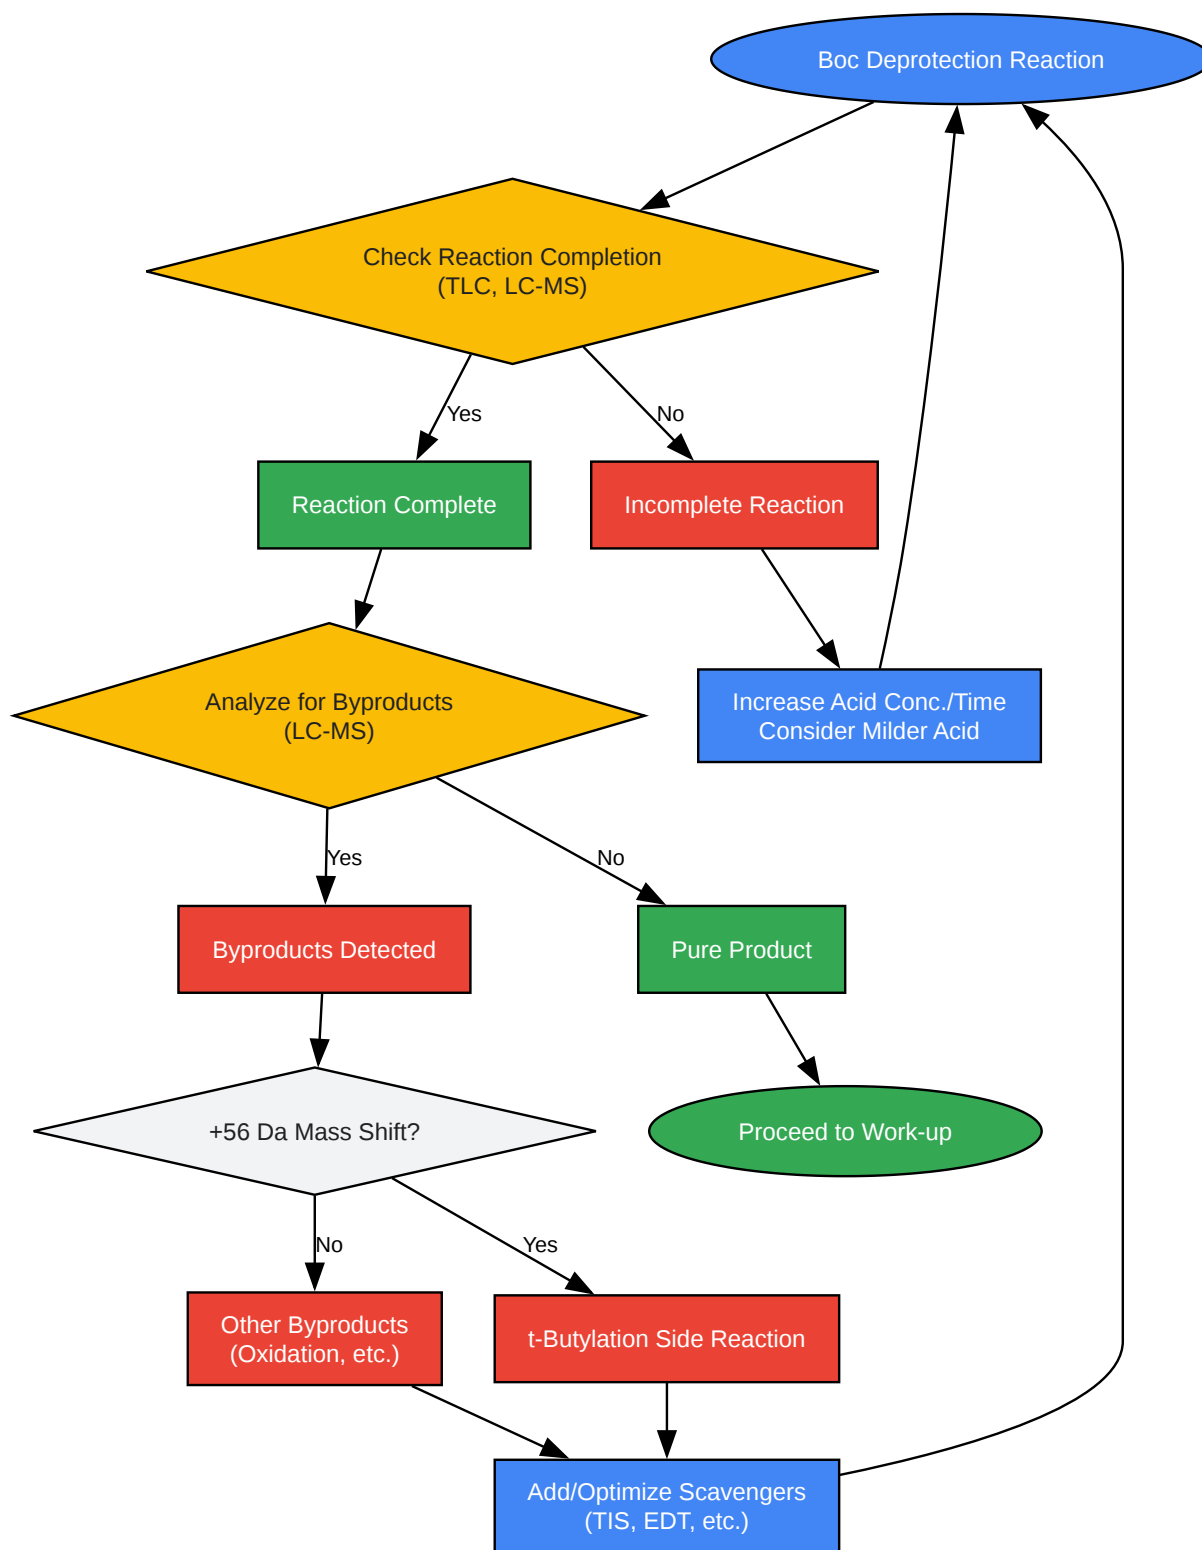 Boc Deprotection Reaction
Check Reaction Completion
(TLC, LC-MS)
Yes
No
Reaction Complete
Incomplete Reaction
Analyze for Byproducts
(LC-MS)
Increase Acid Conc./Time
Consider Milder Acid
Yes
No
Byproducts Detected
Pure Product
+56 Da Mass Shift?
Proceed to Work-up
No
Yes
Other Byproducts
(Oxidation, etc.)
t-Butylation Side Reaction
Add/Optimize Scavengers
(TIS, EDT, etc.)